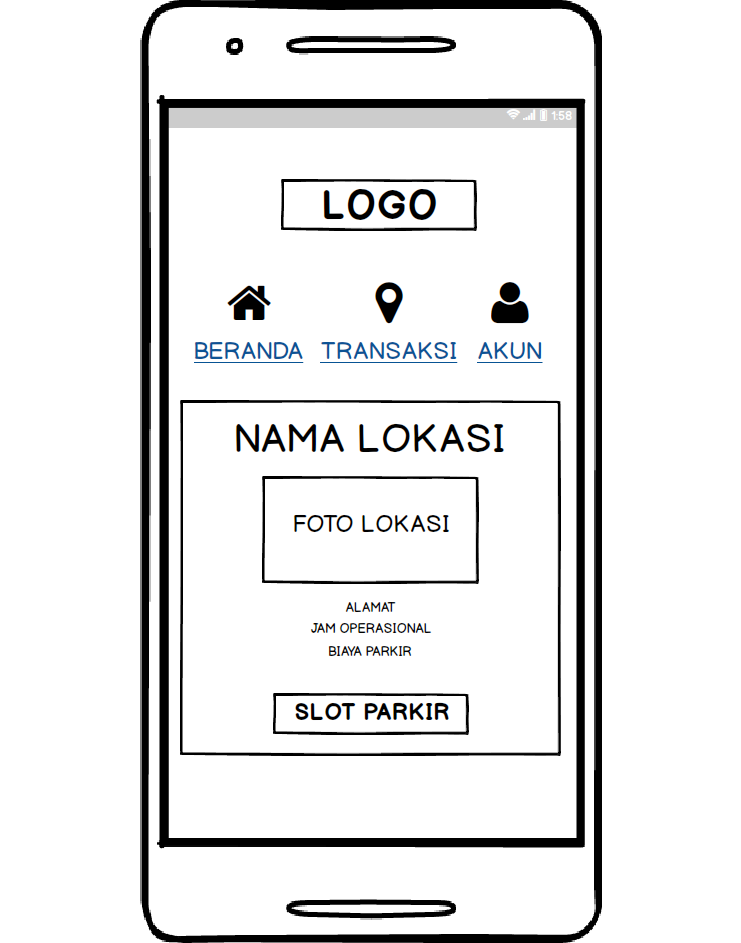 1:58
LOGO
BERANDA TRANSAKSI AKUN
NAMA LOKASI
FOTO LOKASI
ALAMAT
JAM OPERASIONAL
BIAYA PARKIR
SLOT PARKIR